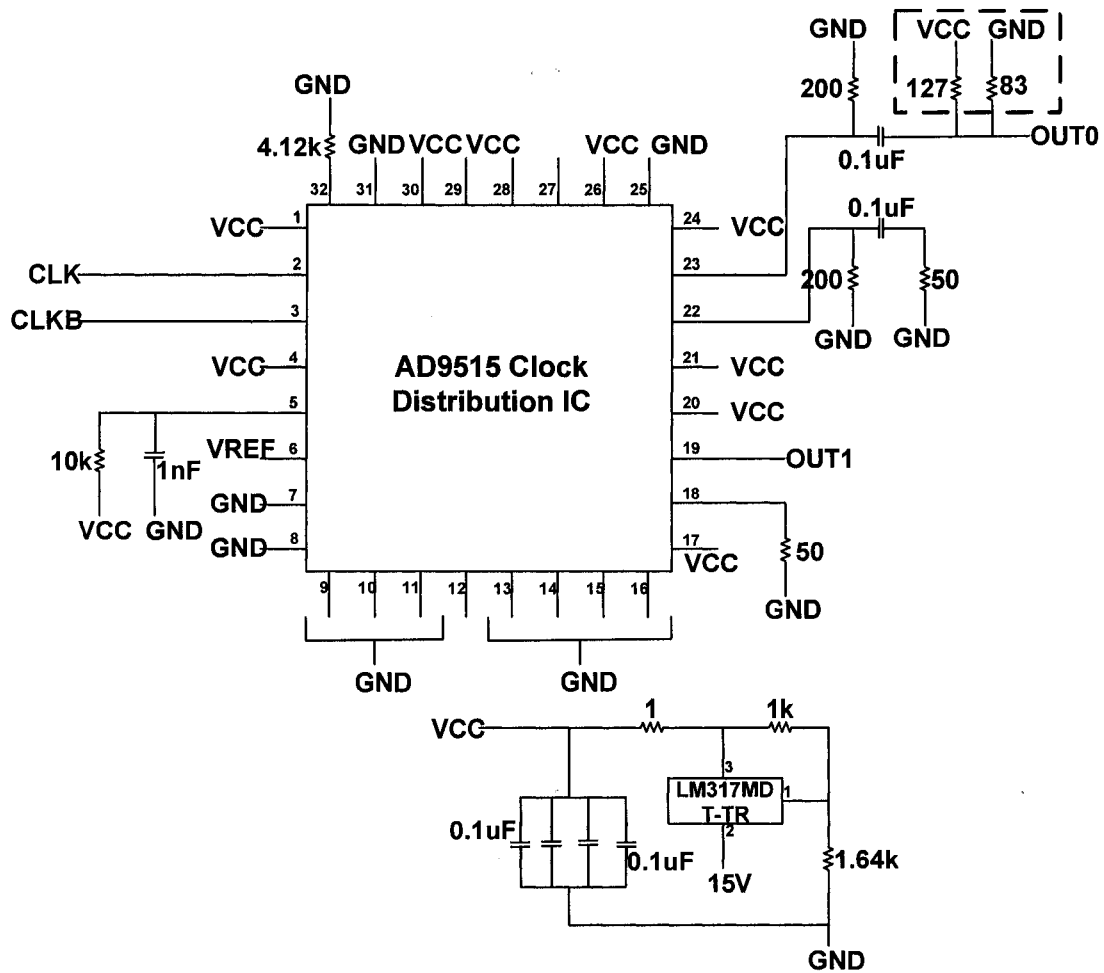 GND
VCC GND
GND
200
127
83
4.12k
GND VCC VCC
VCC GND
0.1uF
OUT0
32 31 30 29 28 27 26 25
VCC 1
24 VCC
0.1uF
CLK 2
23
200
50
CLKB 3
22
GND GND
VCC 4
21 VCC
AD9515 Clock
Distribution IC
5
20 VCC
10k
1nF
VREF 6
19 OUT1
GND 7
18
VCC GND
GND 8
17
VCC
50
9 10 11 12 13 14 15 16
GND
GND
GND
VCC
1
1k
3
LM317MD
T-TR
1
2
0.1uF
0.1uF
15V
1.64k
GND